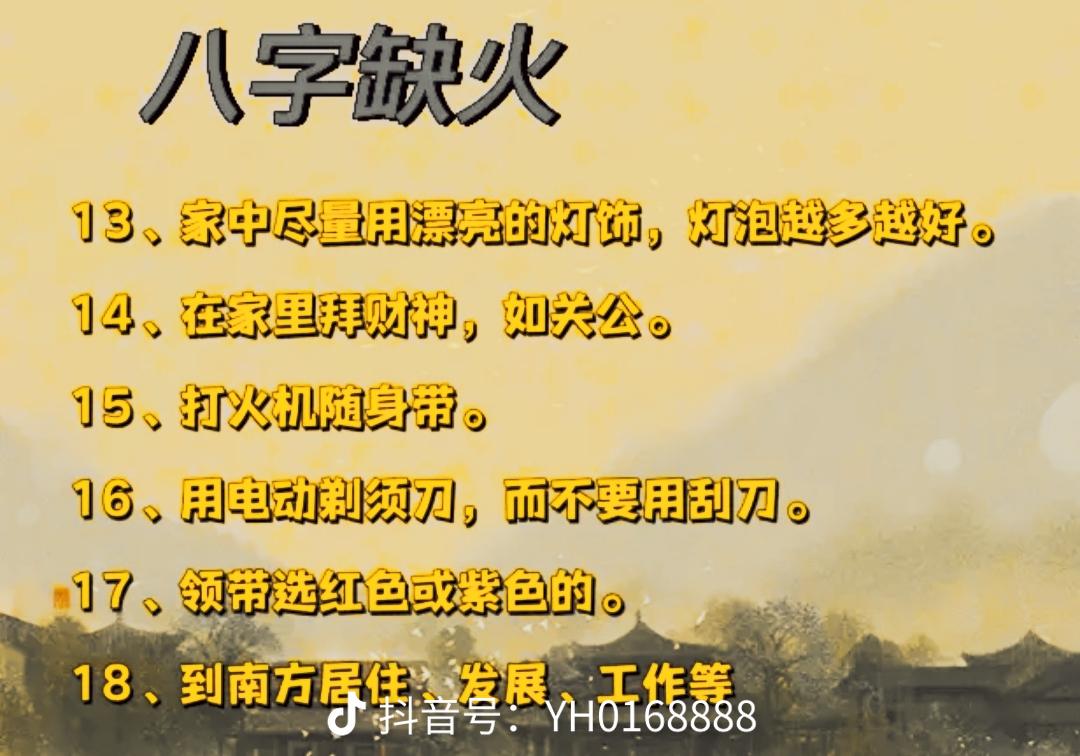 八字缺火
13、家中尽量用漂亮的灯饰，灯泡越多越好。
14、在家里拜财神，如关公。
15、打火机随身带。
16、用电动剃须刀，而不要用刮刀。
17、领带选红色或紫色的。
18、到南方居住、发展、工作等
抖音号：YH0168888